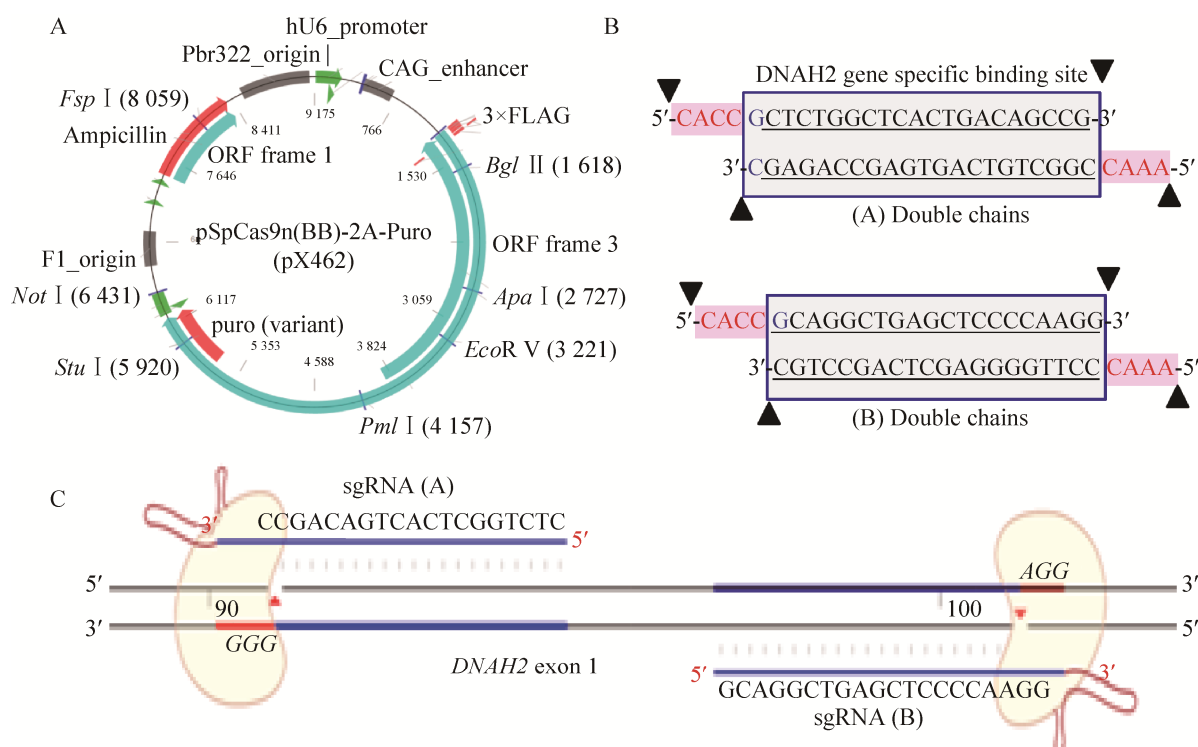 A
hU6_promoter
Pbr322_origin
CAG_enhancer
Fsp Ⅰ (8 059)
9 175
3×FLAG
Ampicillin
8 411
766
ORF frame 1
Bgl Ⅱ (1 618)
7 646
1 530
pSpCas9n(BB)-2A-Puro
(pX462)
ORF frame 3
F1_origin
Not Ⅰ (6 431)
6 117
3 059
Apa Ⅰ (2 727)
puro (variant)
EcoR V (3 221)
Stu Ⅰ (5 920)
5 353
4 588
3 824
Pml Ⅰ (4 157)
B
DNAH2 gene specific binding site
5′-CACC GCTCTGGCTCACTGACAGCCG-3′
3′-CGAGACCGAGTGACTGTCGGC CAAA-5′
(A) Double chains
5′-CACC GCAGGCTGAGCTCCCCAAGG-3′
3′-CGTCCGACTCGAGGGGTTCC CAAA-5′
(B) Double chains
C
sgRNA (A)
3′ CCGACAGTCACTCGGTCTC 5′
5′ AGG 3′
90 100
3′ GGG 5′
DNAH2 exon 1
5′ 3′
GCAGGCTGAGCTCCCCAAGG
sgRNA (B)